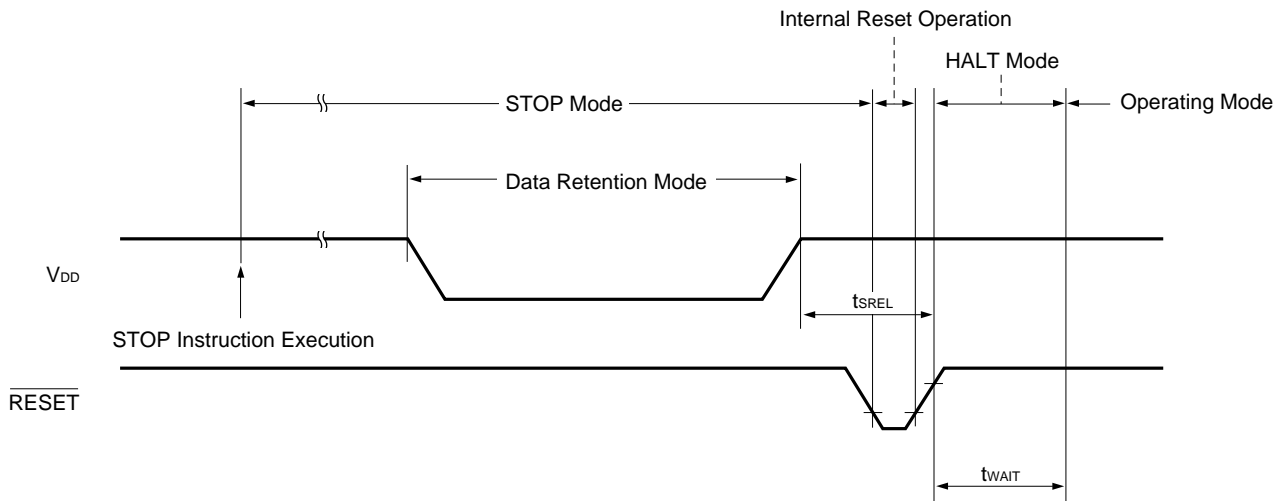 Internal Reset Operation
HALT Mode
STOP Mode
Operating Mode
Data Retention Mode
VDD
tSREL
STOP Instruction Execution
RESET
tWAIT